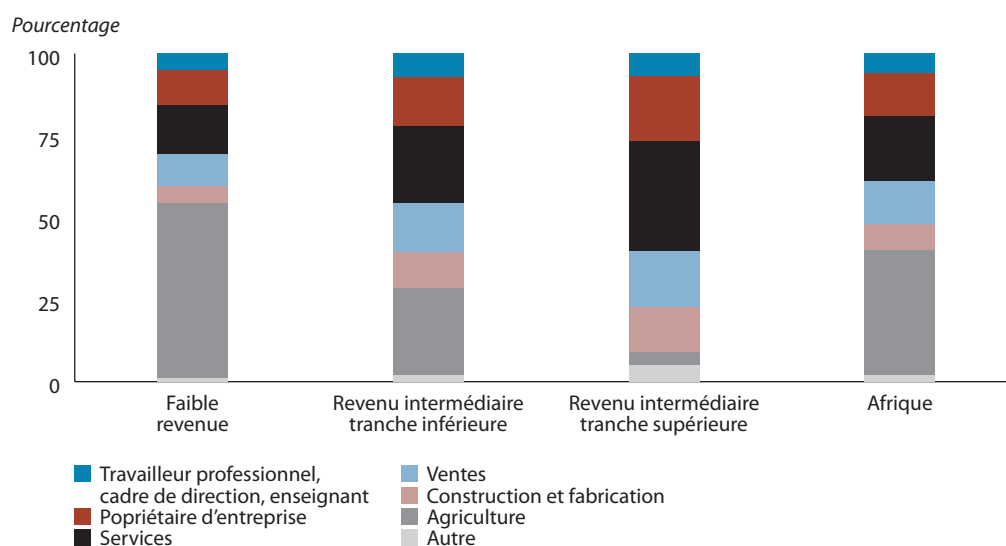 Pourcentage
100
75
50
25
0
Faible
revenue
Revenu intermédiaire
tranche inférieure
Revenu intermédiaire
tranche supérieure
Afrique
Travailleur professionnel,
cadre de direction, enseignant
Popriétaire d'entreprise
Services
Ventes
Construction et fabrication
Agriculture
Autre